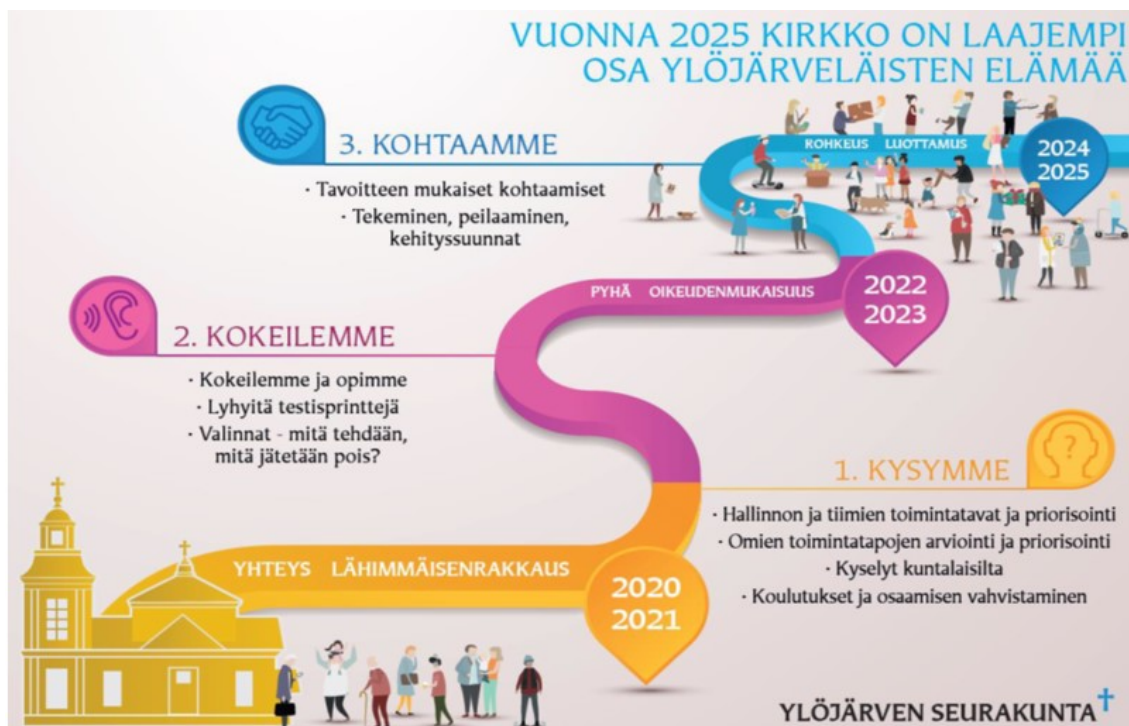 VUONNA 2025 KIRKKO ON LAAJEMPI
OSA YLÖJÄRVELÄISTEN ELÄMÄÄ
3. KOHTAAMME
· Tavoitteen mukaiset kohtaamiset
· Tekeminen, peilaaminen,
kehityssuunnat
ROHKEUS LUOTTAMUS
2024
2025
PYHÄ OIKEUDENMUKAISUUS
2022
2023
2. KOKEILEMME
· Kokeilemme ja opimme
· Lyhyitä testisprinttejä
· Valinnat - mitä tehdään,
mitä jätetään pois?
?
1. KYSYMME
· Hallinnon ja tiimien toimintatavat ja priorisointi
· Omien toimintatapojen arviointi ja priorisointi
· Kyselyt kuntalaisilta
· Koulutukset ja osaamisen vahvistaminen
YHTEYS LÄHIMMÄISENRAKKAUS
2020
2021
YLÖJÄRVEN SEURAKUNTA